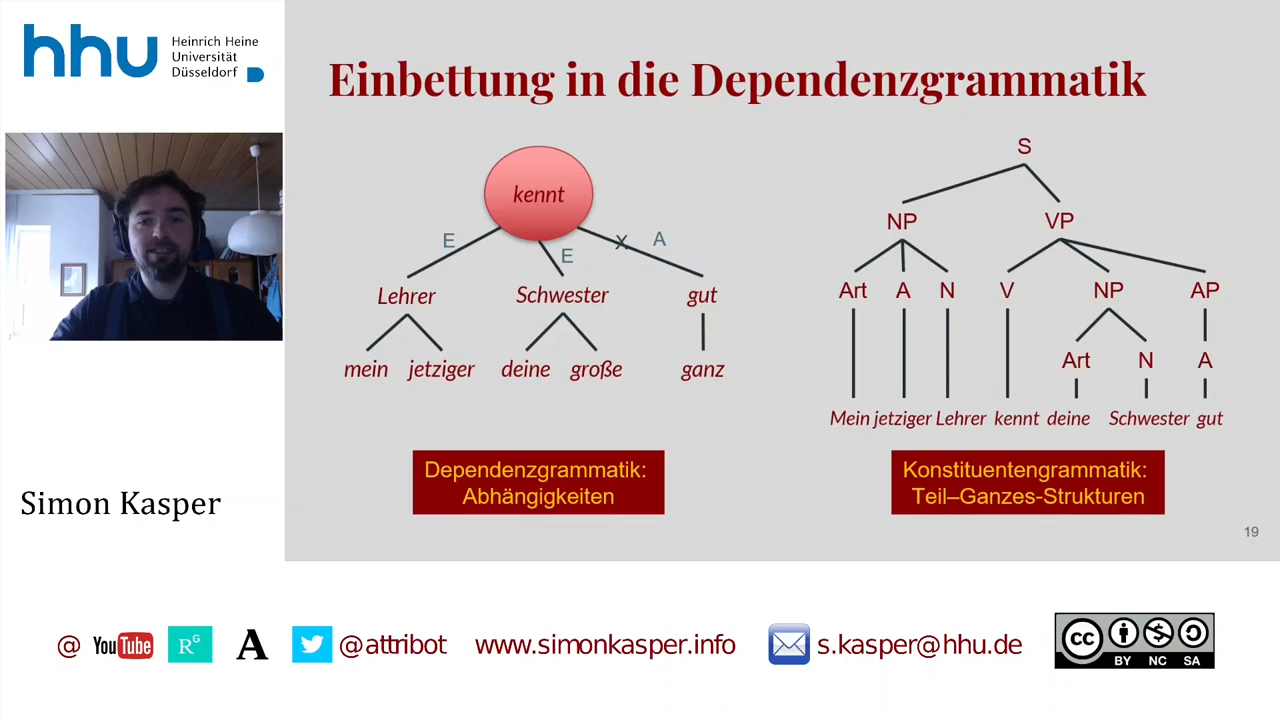 hhu
Heinrich Heine
Universität
Düsseldorf
Einbettung in die Dependenzgrammatik
kennt
E
E
X
A
Lehrer
Schwester
gut
mein
jetziger
deine
große
ganz
Dependenzgrammatik:
Abhängigkeiten
S
NP
VP
Art
A
N
V
NP
AP
Art
N
A
Mein jetziger Lehrer kennt deine Schwester gut
Konstituentengrammatik:
Teil–Ganzes-Strukturen
19
Simon Kasper
@ YouTube RG A @attribot www.simonkasper.info s.kasper@hhu.de
cc
BY NC SA